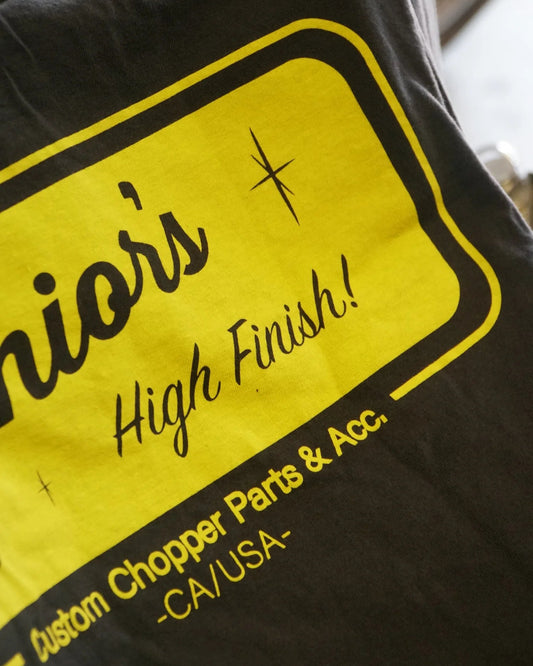 nior's
High Finish!
Custom Chopper Parts & Acc.
-CA/USA-